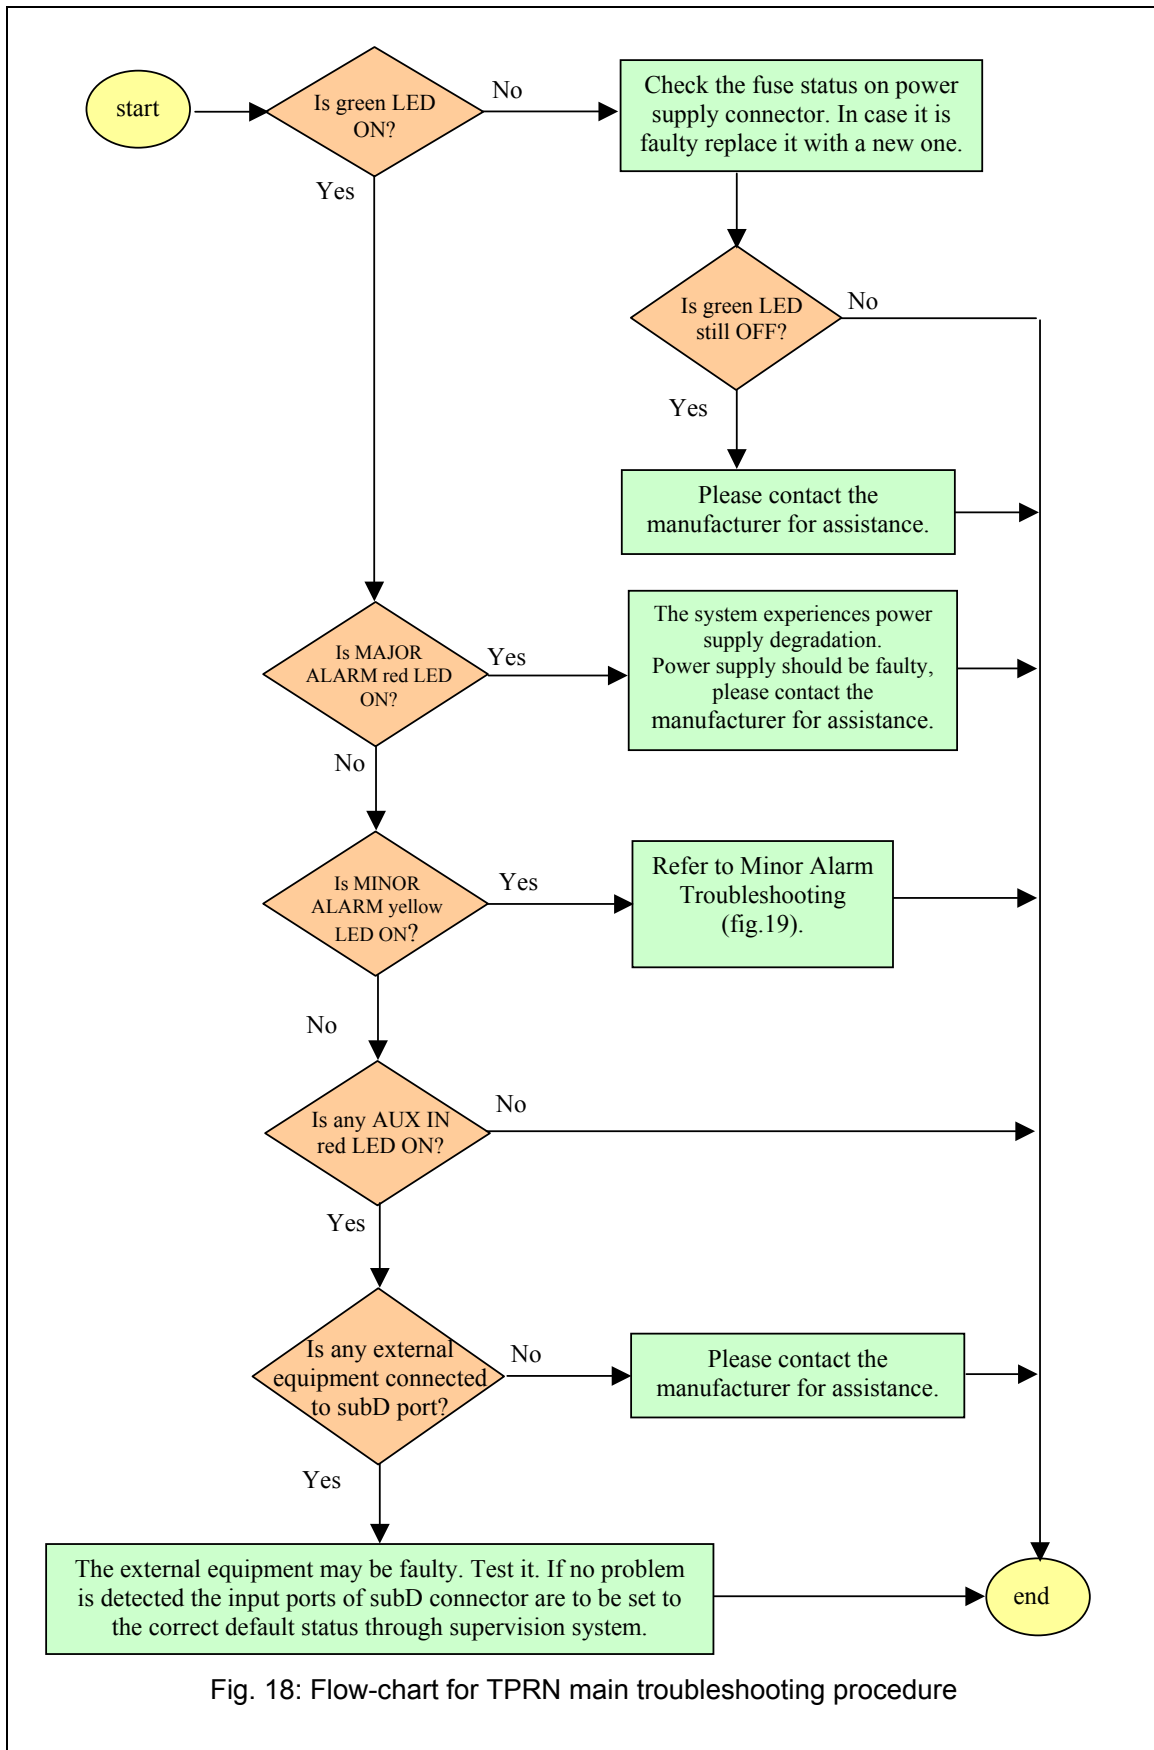 start
Is green LED
ON?
No
Check the fuse status on power
supply connector. In case it is
faulty replace it with a new one.
Yes
Is green LED
still OFF?
No
Yes
Please contact the
manufacturer for assistance.
Is MAJOR
ALARM red LED
ON?
Yes
The system experiences power
supply degradation.
Power supply should be faulty,
please contact the
manufacturer for assistance.
No
Is MINOR
ALARM yellow
LED ON?
Yes
Refer to Minor Alarm
Troubleshooting
(fig.19).
No
Is any AUX IN
red LED ON?
No
Yes
Is any external
equipment connected
to subD port?
No
Please contact the
manufacturer for assistance.
Yes
The external equipment may be faulty. Test it. If no problem
is detected the input ports of subD connector are to be set to
the correct default status through supervision system.
end
Fig. 18: Flow-chart for TPRN main troubleshooting procedure